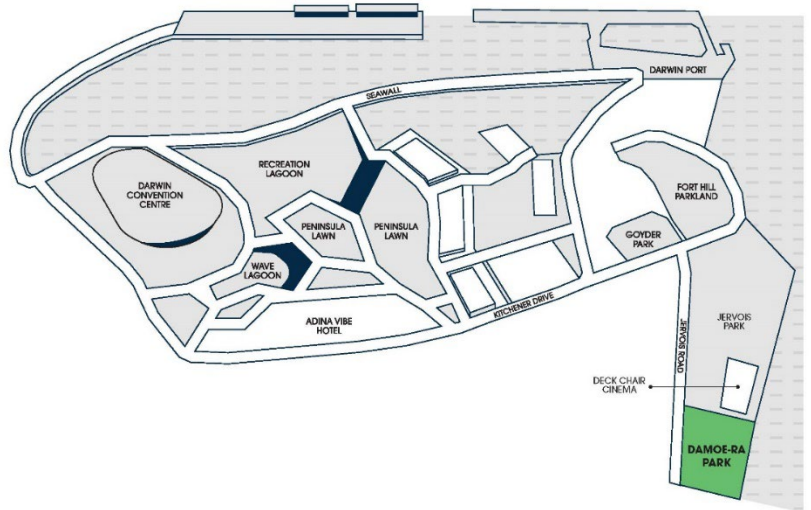 DARWIN PORT
SEAWALL
RECREATION
LAGOON
DARWIN
CONVENTION
CENTRE
FORT HILL
PARKLAND
PENINSULA
LAWN
PENINSULA
LAWN
GOYDER
PARK
WAVE
LAGOON
KITCHENER DRIVE
ADINA VIBE
HOTEL
JERVOIS
PARK
JERVOIS ROAD
DECK CHAIR
CINEMA
DAMOE-RA
PARK